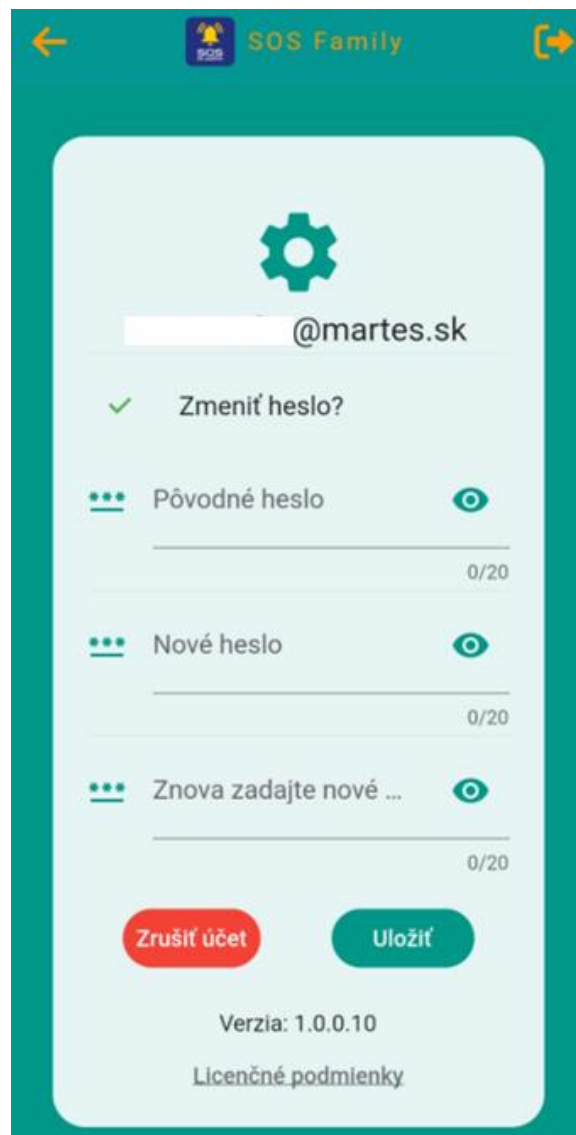 SOS
SOS Family
@martes.sk
Zmeniť heslo?
Pôvodné heslo
0/20
Nové heslo
0/20
Znova zadajte nové ...
0/20
Zrušiť účet
Uložiť
Verzia: 1.0.0.10
Licenčné podmienky